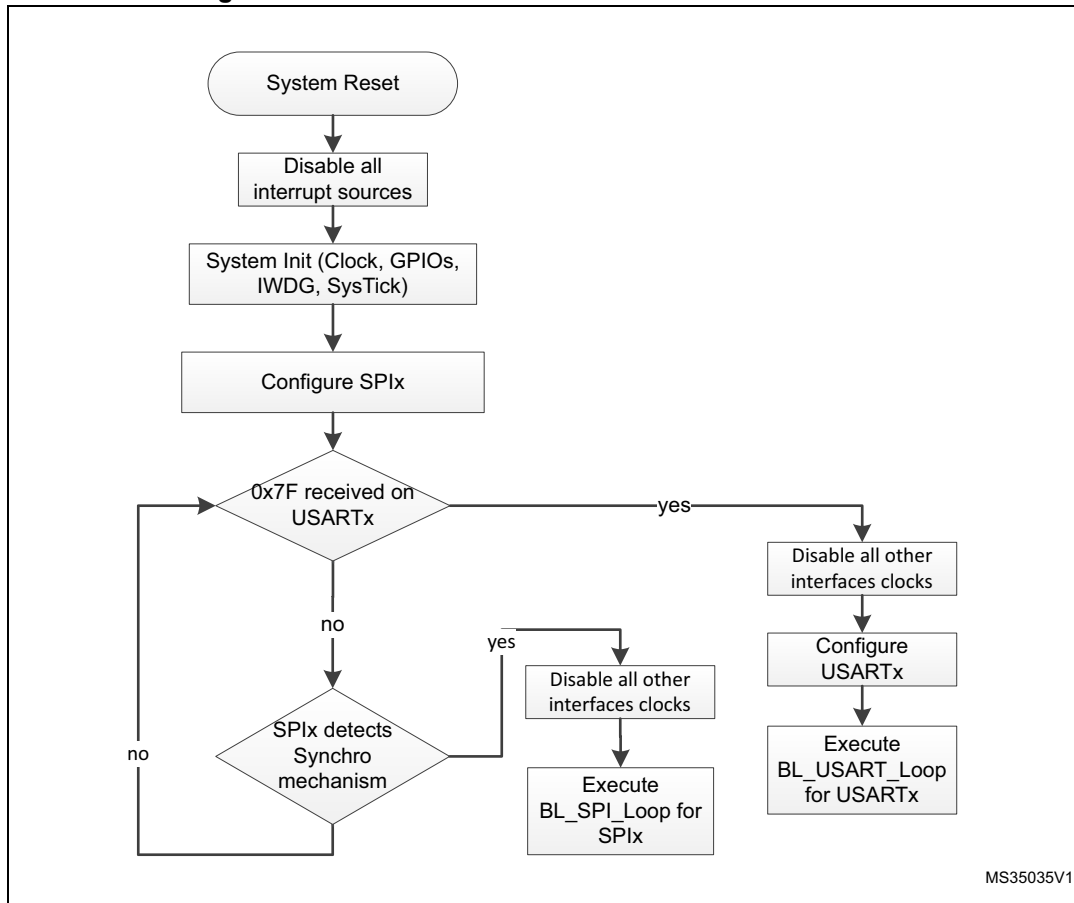 System Reset
Disable all
interrupt sources
System Init (Clock, GPIOs,
IWDG, SysTick)
Configure SPIx
0x7F received on
USARTx
yes
Disable all other
interfaces clocks
no
yes
Configure
USARTx
Disable all other
interfaces clocks
SPIx detects
Synchro
mechanism
no
Execute
BL_USART_Loop
for USARTx
Execute
BL_SPI_Loop for
SPIx
MS35035V1